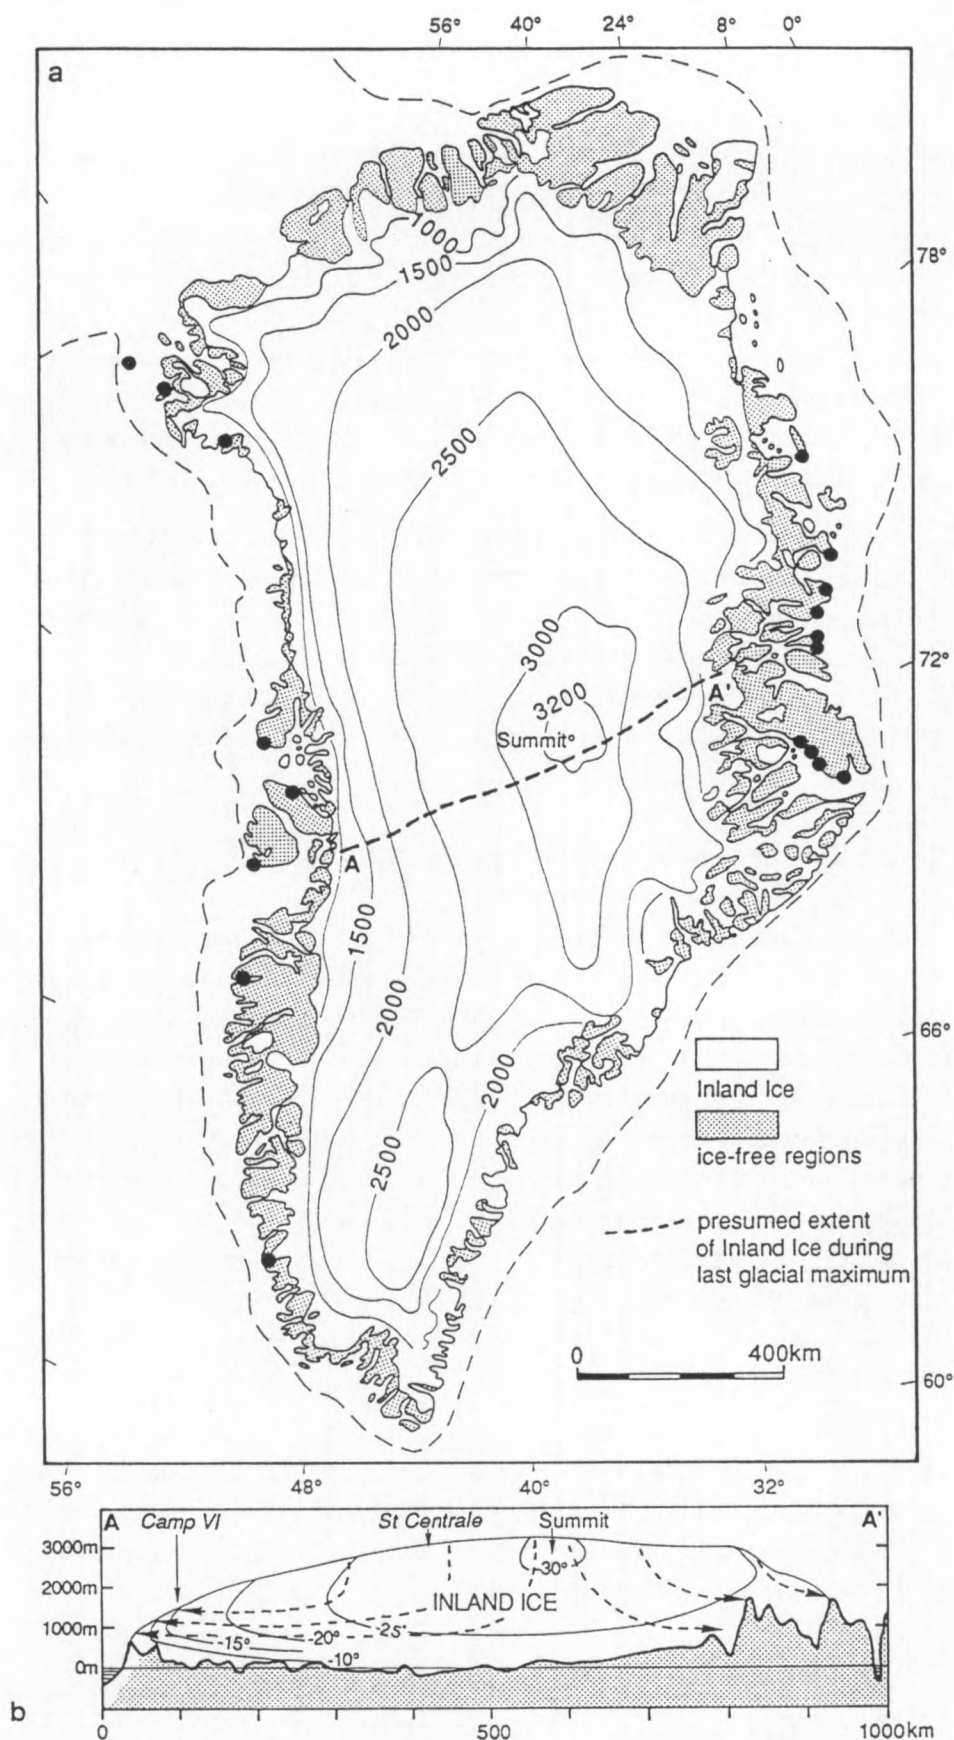 56° 40° 24° 8° 0°
a
1000
78°
1500
2000
2500
3000
72°
A'
3200
Summit°
A
1500
2000
66°
2000
Inland Ice
2500
ice-free regions
presumed extent
of Inland Ice during
last glacial maximum
0 400km
60°
56° 48° 40° 32°
A Camp VI St Centrale Summit A'
3000m
-30°
2000m
INLAND ICE
1000m
-25°
-20°
-15°
-10°
0m
b
0 500 1000km